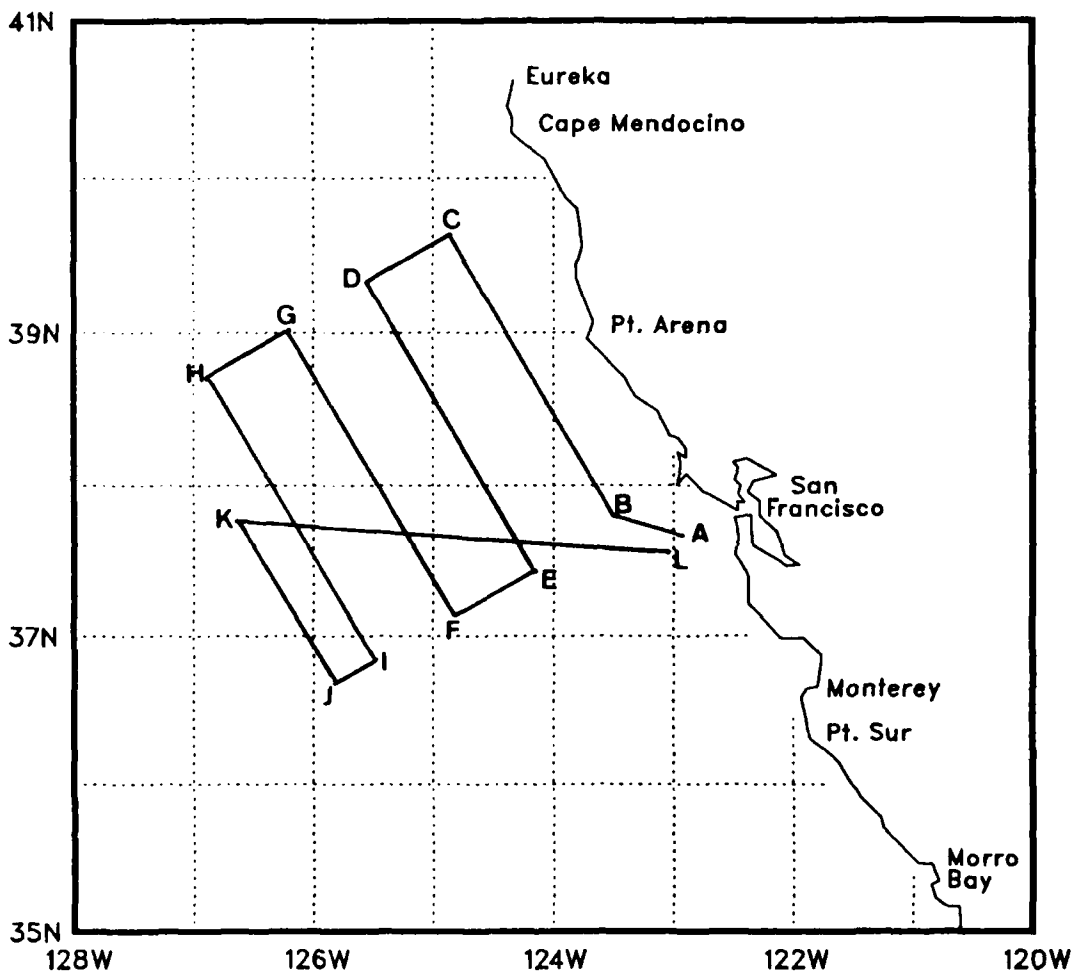 41N
Eureka
Cape Mendocino
C
D
G
Pt. Arena
39N
H
San
Francisco
B
A
K
L
E
F
37N
I
J
Monterey
Pt. Sur
Morro
Bay
35N
128W
126W
124W
122W
120W